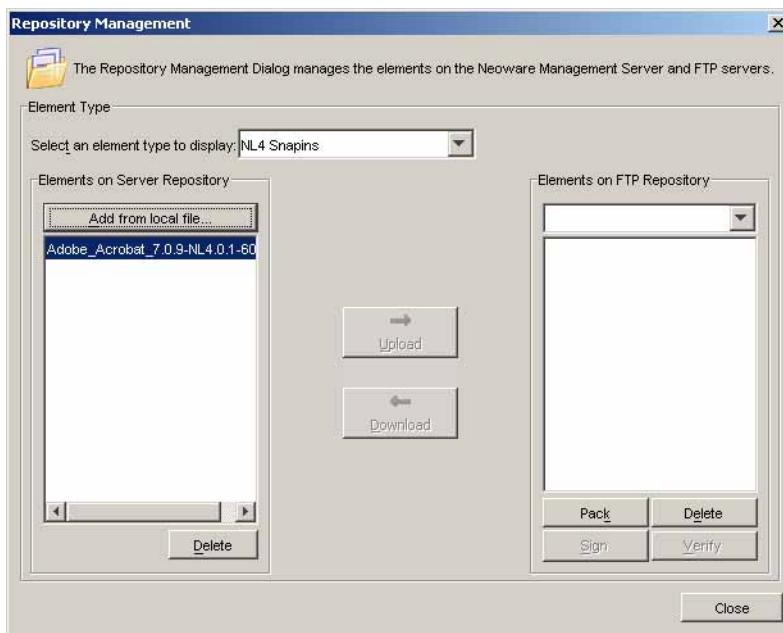 Repository Management
The Repository Management Dialog manages the elements on the Neoware Management Server and FTP servers.
Element Type
Select an element type to display: NL4 Snapins
Elements on Server Repository
Add from local file...
Adobe_Acrobat_7.0.9-NL4.0.1-60
Delete
Upload
Download
Elements on FTP Repository
Pack
Delete
Sign
Verify
Close